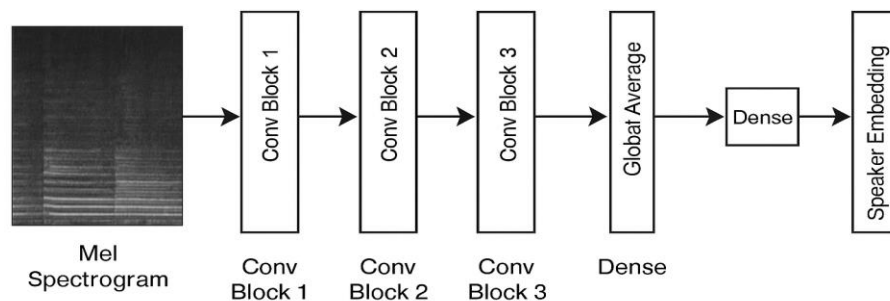 Conv Block 1
Conv Block 2
Conv Block 3
Global Average
Dense
Speaker Embedding
Mel
Spectrogram
Conv
Block 1
Conv
Block 2
Conv
Block 3
Dense